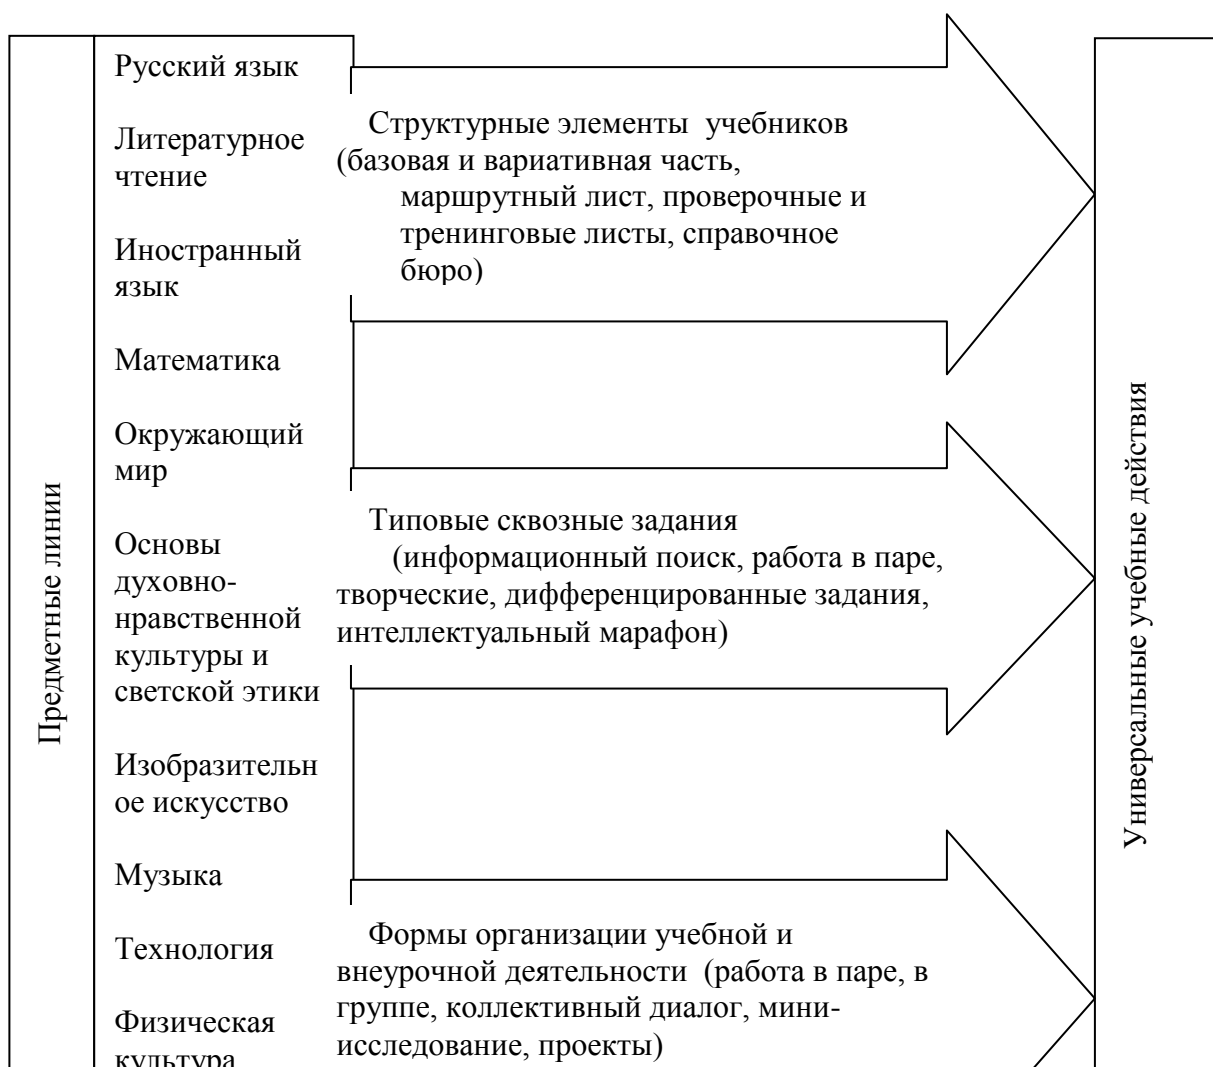 Предметные линии
Русский язык
Литературное
чтение
Иностранный
язык
Математика
Окружающий
мир
Основы
духовно-
нравственной
культуры и
светской этики
Изобразительн
ое искусство
Музыка
Технология
Физическая
культура
Структурные элементы учебников
(базовая и вариативная часть,
маршрутный лист, проверочные и
тренинговые листы, справочное
бюро)
Типовые сквозные задания
(информационный поиск, работа в паре,
творческие, дифференцированные задания,
интеллектуальный марафон)
Формы организации учебной и
внеурочной деятельности (работа в паре, в
группе, коллективный диалог, мини-
исследование, проекты)
Универсальные учебные действия